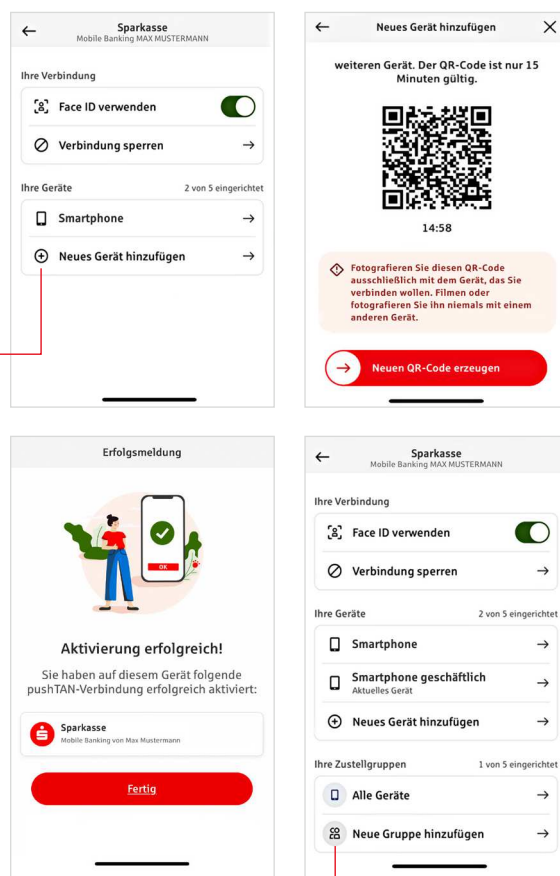 Sparkasse
Mobile Banking MAX MUSTERMANN
Ihre Verbindung
Face ID verwenden
Verbindung sperren
Ihre Geräte 2 von 5 eingerichtet
Smartphone
Neues Gerät hinzufügen
Neues Gerät hinzufügen
weiteren Gerät. Der QR-Code ist nur 15
Minuten gültig.
14:58
Fotografieren Sie diesen QR-Code
ausschließlich mit dem Gerät, das Sie
verbinden wollen. Filmen oder
fotografieren Sie ihn niemals mit einem
anderen Gerät.
Neuen QR-Code erzeugen
Erfolgsmeldung
OK
Aktivierung erfolgreich!
Sie haben auf diesem Gerät folgende
pushTAN-Verbindung erfolgreich aktiviert:
Sparkasse
Mobile Banking von Max Mustermann
Fertig
Sparkasse
Mobile Banking MAX MUSTERMANN
Ihre Verbindung
Face ID verwenden
Verbindung sperren
Ihre Geräte 2 von 5 eingerichtet
Smartphone
Smartphone geschäftlich
Aktuelles Gerät
Neues Gerät hinzufügen
Ihre Zustellgruppen 1 von 5 eingerichtet
Alle Geräte
Neue Gruppe hinzufügen